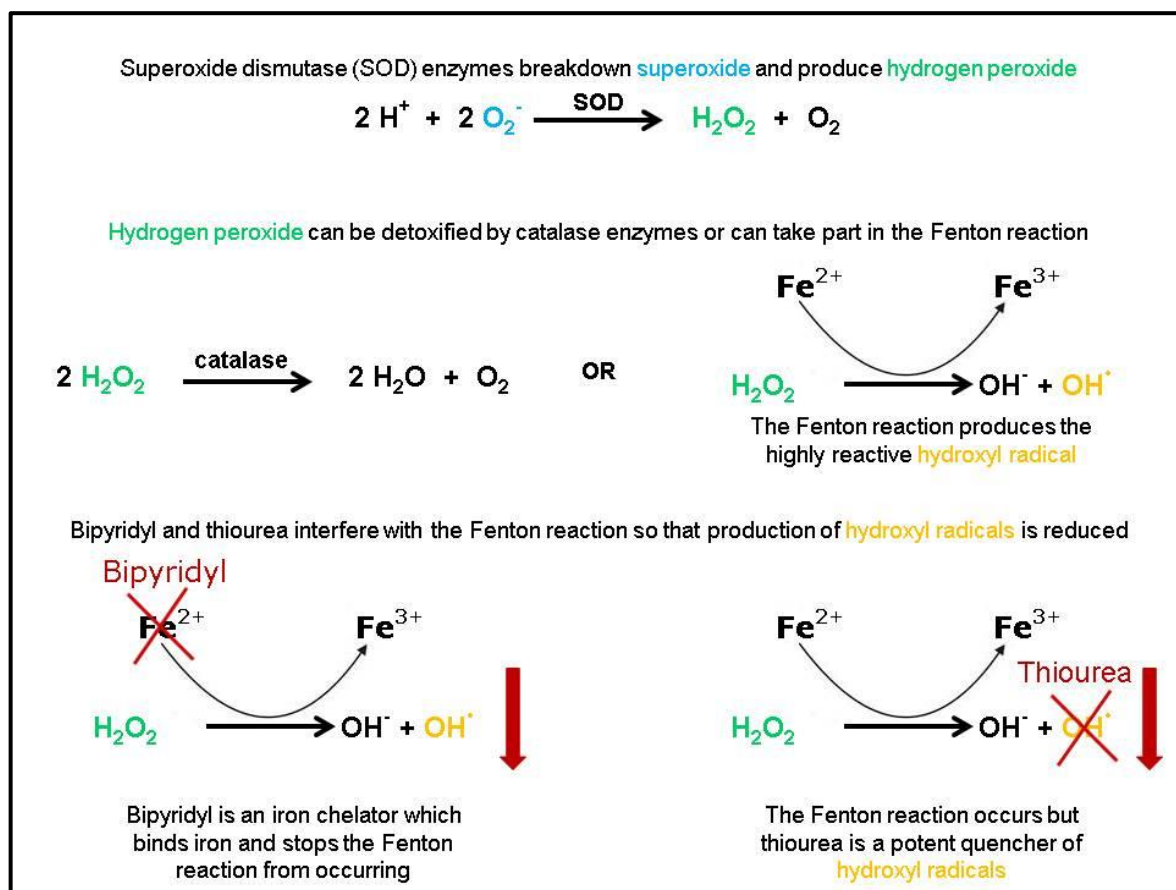 Superoxide dismutase (SOD) enzymes breakdown superoxide and produce hydrogen peroxide
SOD
2 H⁺ + 2 O₂⁻ → H₂O₂ + O₂
Hydrogen peroxide can be detoxified by catalase enzymes or can take part in the Fenton reaction
Fe²⁺ Fe³⁺
catalase
2 H₂O₂ → 2 H₂O + O₂ OR H₂O₂ → OH⁻ + OH•
The Fenton reaction produces the
highly reactive hydroxyl radical
Bipyridyl and thiourea interfere with the Fenton reaction so that production of hydroxyl radicals is reduced
Bipyridyl
Fe²⁺ Fe³⁺
H₂O₂ → OH⁻ + OH•
Bipyridyl is an iron chelator which
binds iron and stops the Fenton
reaction from occurring
Fe²⁺ Fe³⁺
Thiourea
H₂O₂ → OH⁻ + OH•
The Fenton reaction occurs but
thiourea is a potent quencher of
hydroxyl radicals